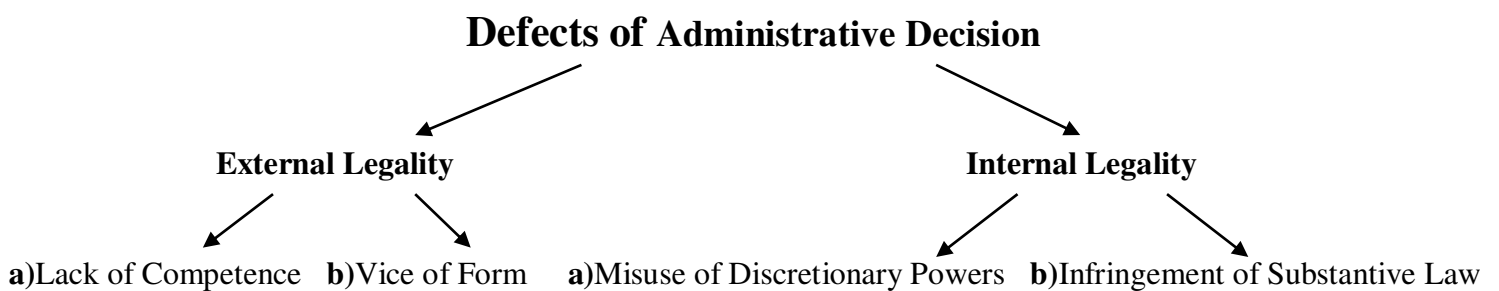 Defects of Administrative Decision
External Legality Internal Legality
a)Lack of Competence b)Vice of Form a)Misuse of Discretionary Powers b)Infringement of Substantive Law